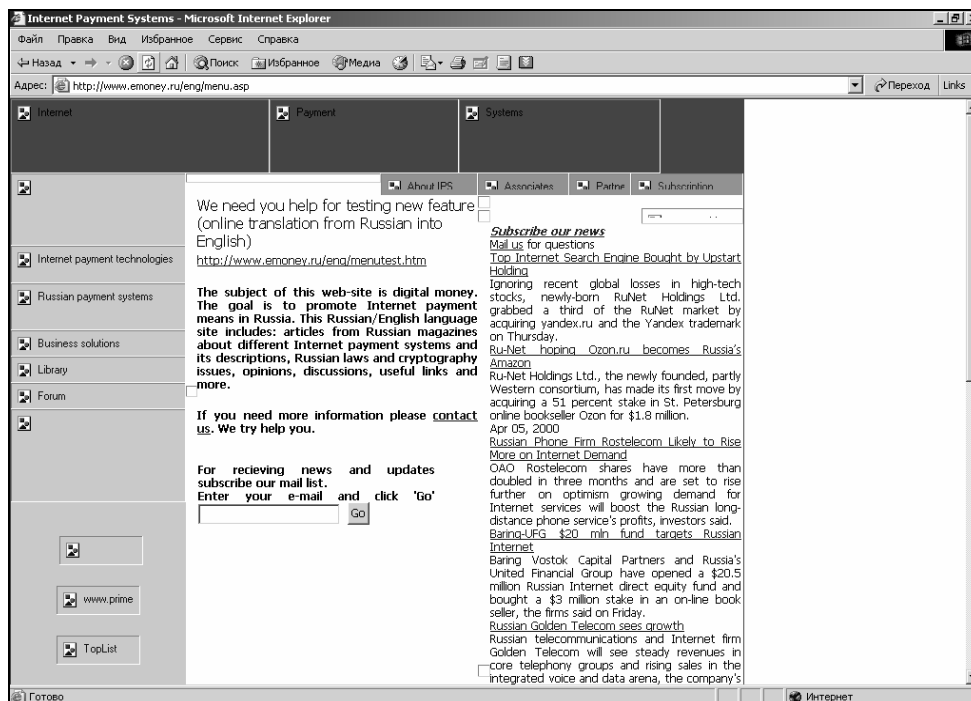 Internet Payment Systems - Microsoft Internet Explorer
Файл Правка Вид Избранное Сервис Справка
Назад Поиск Избранное Медиа
Адрес: http://www.emoney.ru/eng/menu.asp Переход Links
Internet Payment Systems
About IPS Associates Partne Subscription
Internet payment technologies
Russian payment systems
Business solutions
Library
Forum
www.prime
TopList
We need you help for testing new feature
(online translation from Russian into
English)
http://www.emoney.ru/eng/menutest.htm
The subject of this web-site is digital money.
The goal is to promote Internet payment
means in Russia. This Russian/English language
site includes: articles from Russian magazines
about different Internet payment systems and
its descriptions, Russian laws and cryptography
issues, opinions, discussions, useful links and
more.
If you need more information please contact
us. We try help you.
For recieving news and updates
subscribe our mail list.
Enter your e-mail and click 'Go'
Go
Subscribe our news
Mail us for questions
Top Internet Search Engine Bought by Upstart
Holding
Ignoring recent global losses in high-tech
stocks, newly-born RuNet Holdings Ltd.
grabbed a third of the RuNet market by
acquiring yandex.ru and the Yandex trademark
on Thursday.
Ru-Net hoping Ozon.ru becomes Russia's
Amazon
Ru-Net Holdings Ltd., the newly founded, partly
Western consortium, has made its first move by
acquiring a 51 percent stake in St. Petersburg
online bookseller Ozon for $1.8 million.
Apr 05, 2000
Russian Phone Firm Rostelecom Likely to Rise
More on Internet Demand
OAO Rostelecom shares have more than
doubled in three months and are set to rise
further on optimism growing demand for
Internet services will boost the Russian long-
distance phone service's profits, investors said.
Baring-UFG $20 mln fund targets Russian
Internet
Baring Vostok Capital Partners and Russia's
United Financial Group have opened a $20.5
million Russian Internet direct equity fund and
bought a $3 million stake in an on-line book
seller, the firms said on Friday.
Russian Golden Telecom sees growth
Russian telecommunications and Internet firm
Golden Telecom will see steady revenues in
core telephony groups and rising sales in the
integrated voice and data arena, the company's
Готово Интернет